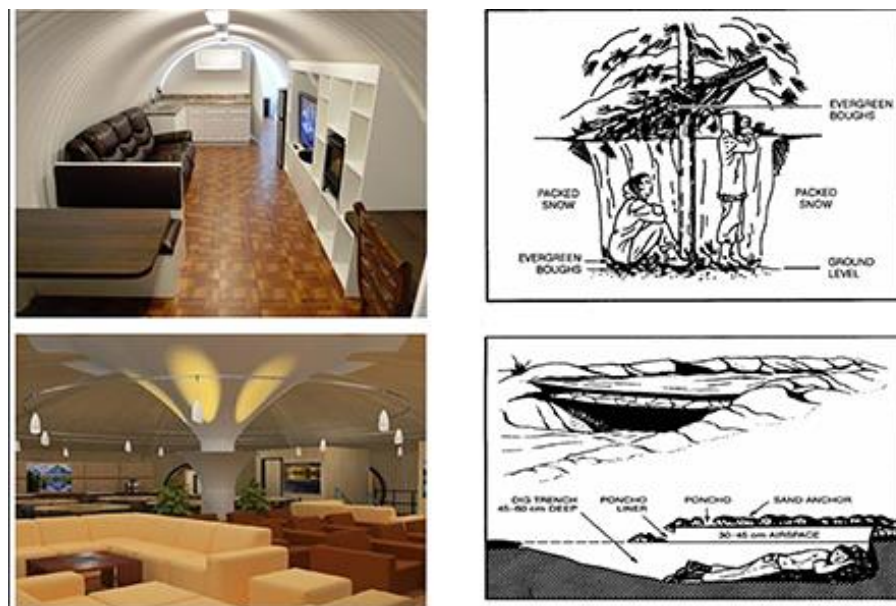 EVERGREEN
BOUGHS
PACKED
SNOW
PACKED
SNOW
EVERGREEN
BOUGHS
GROUND
LEVEL
DIG TRENCH
45-60 cm DEEP
PONCHO
LINER
PONCHO
SAND ANCHOR
30-45 cm AIRSPACE